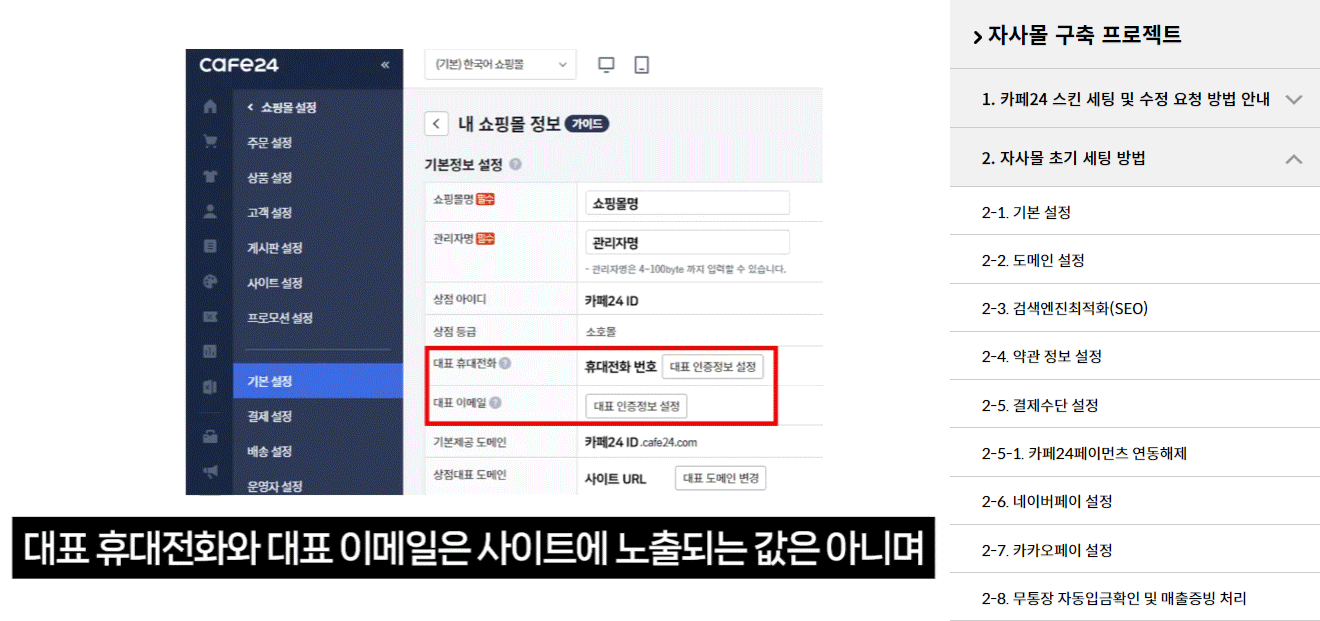 CAFE24 «
(기본) 한국어 쇼핑몰
쇼핑몰 설정
주문 설정
상품 설정
고객 설정
게시판 설정
사이트 설정
프로모션 설정
기본 설정
결제 설정
배송 설정
운영자 설정
내 쇼핑몰 정보 가이드
기본정보 설정 ?
쇼핑몰명 필수 쇼핑몰명
관리자명 필수 관리자명
- 관리자명은 4~100byte 까지 입력할 수 있습니다.
상점 아이디 카페24 ID
상점 등급 소호몰
대표 휴대전화 ? 휴대전화 번호 대표 인증정보 설정
대표 이메일 ? 대표 인증정보 설정
기본제공 도메인 카페24 ID.cafe24.com
상점대표 도메인 사이트 URL 대표 도메인 변경
대표 휴대전화와 대표 이메일은 사이트에 노출되는 값은 아니며
자사몰 구축 프로젝트
1. 카페24 스킨 세팅 및 수정 요청 방법 안내
2. 자사몰 초기 세팅 방법
2-1. 기본 설정
2-2. 도메인 설정
2-3. 검색엔진최적화(SEO)
2-4. 약관 정보 설정
2-5. 결제수단 설정
2-5-1. 카페24페이먼츠 연동해제
2-6. 네이버페이 설정
2-7. 카카오페이 설정
2-8. 무통장 자동입금확인 및 매출증빙 처리